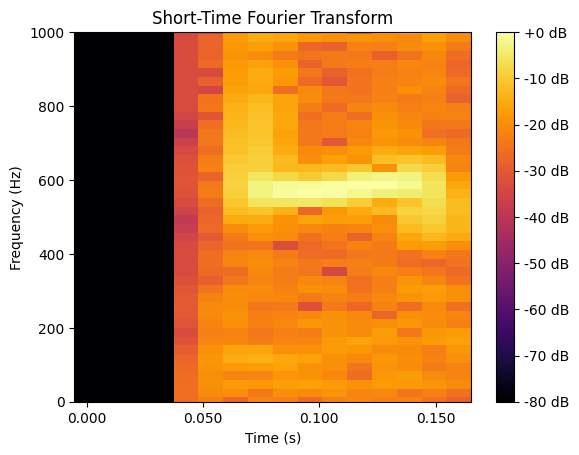 Short-Time Fourier Transform
Frequency (Hz)
1000
800
600
400
200
0
0.000
0.050
0.100
0.150
Time (s)
+0 dB
-10 dB
-20 dB
-30 dB
-40 dB
-50 dB
-60 dB
-70 dB
-80 dB